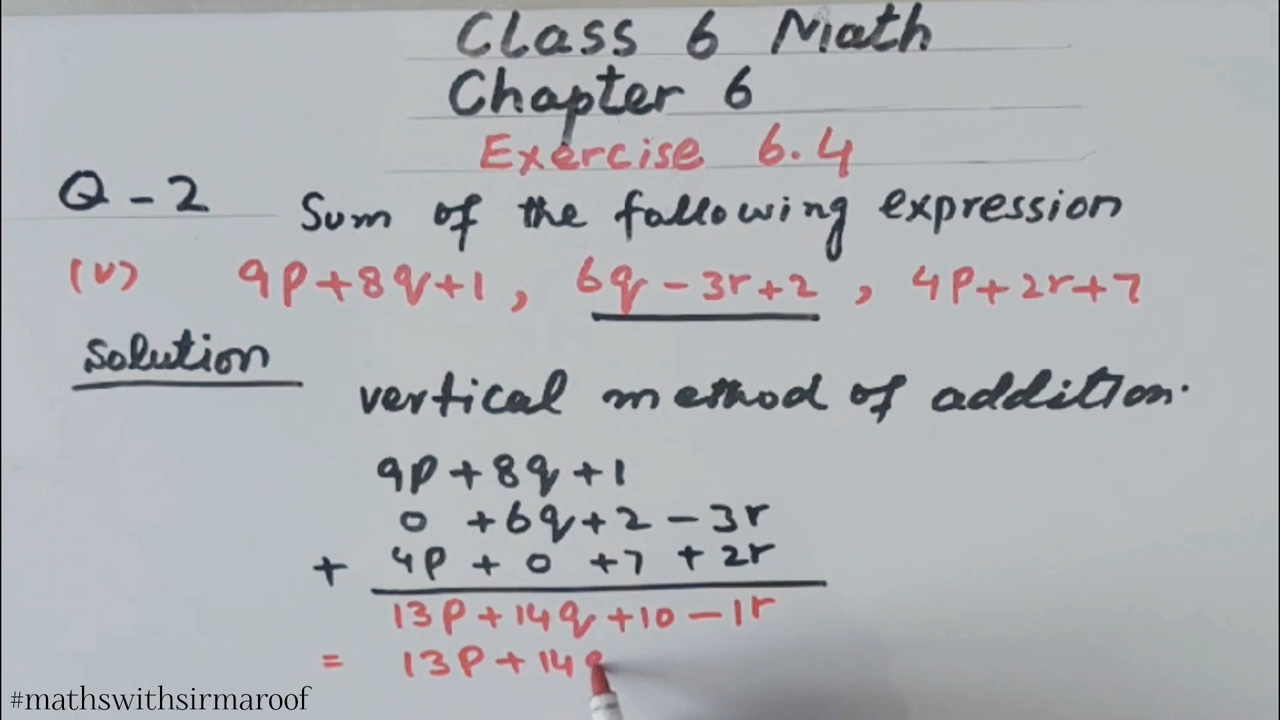 Class 6 Math
Chapter 6
Exercise 6.4
Q-2 Sum of the following expression
(v) 9p+8q+1, 6q-3r+2, 4p+2r+7
solution
vertical method of addition.
9p+8q+1
0 +6q+2-3r
+ 4p + 0 +7 +2r
13p+14q+10-1r
= 13p+14
#mathswithsirmaroof